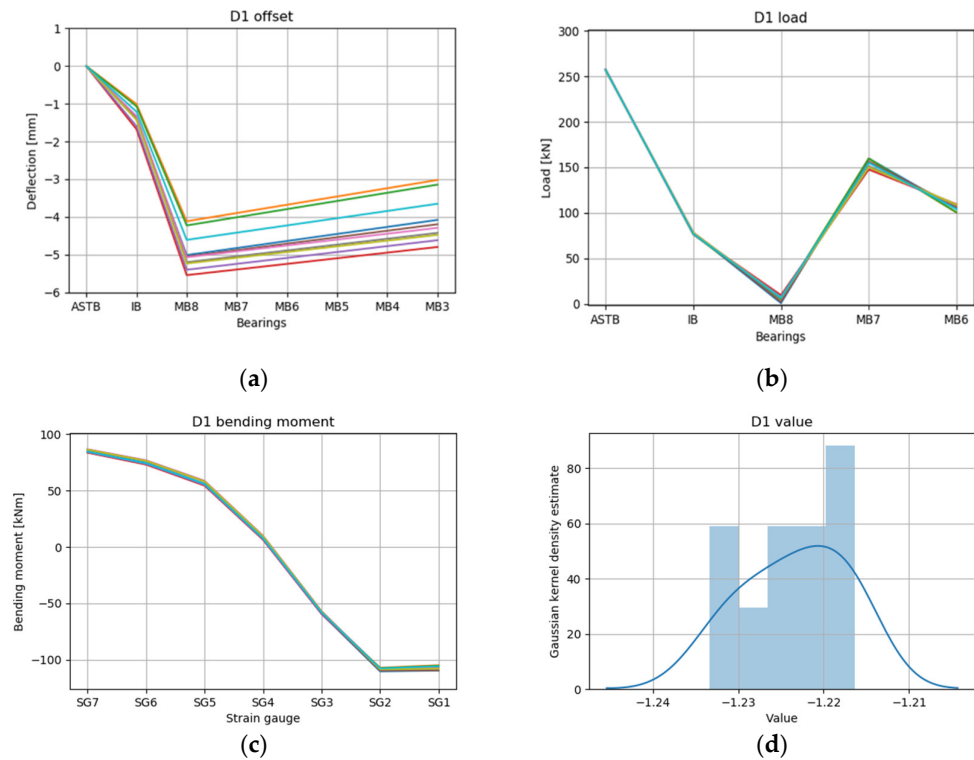 D1 offset
1
0
−1
−2
−3
−4
−5
−6
Deflection [mm]
ASTB IB MB8 MB7 MB6 MB5 MB4 MB3
Bearings
(a)
D1 load
300
250
200
150
100
50
0
Load [kN]
ASTB IB MB8 MB7 MB6
Bearings
(b)
D1 bending moment
100
50
0
−50
−100
Bending moment [kNm]
SG7 SG6 SG5 SG4 SG3 SG2 SG1
Strain gauge
(c)
D1 value
80
60
40
20
0
Gaussian kernel density estimate
−1.24 −1.23 −1.22 −1.21
Value
(d)